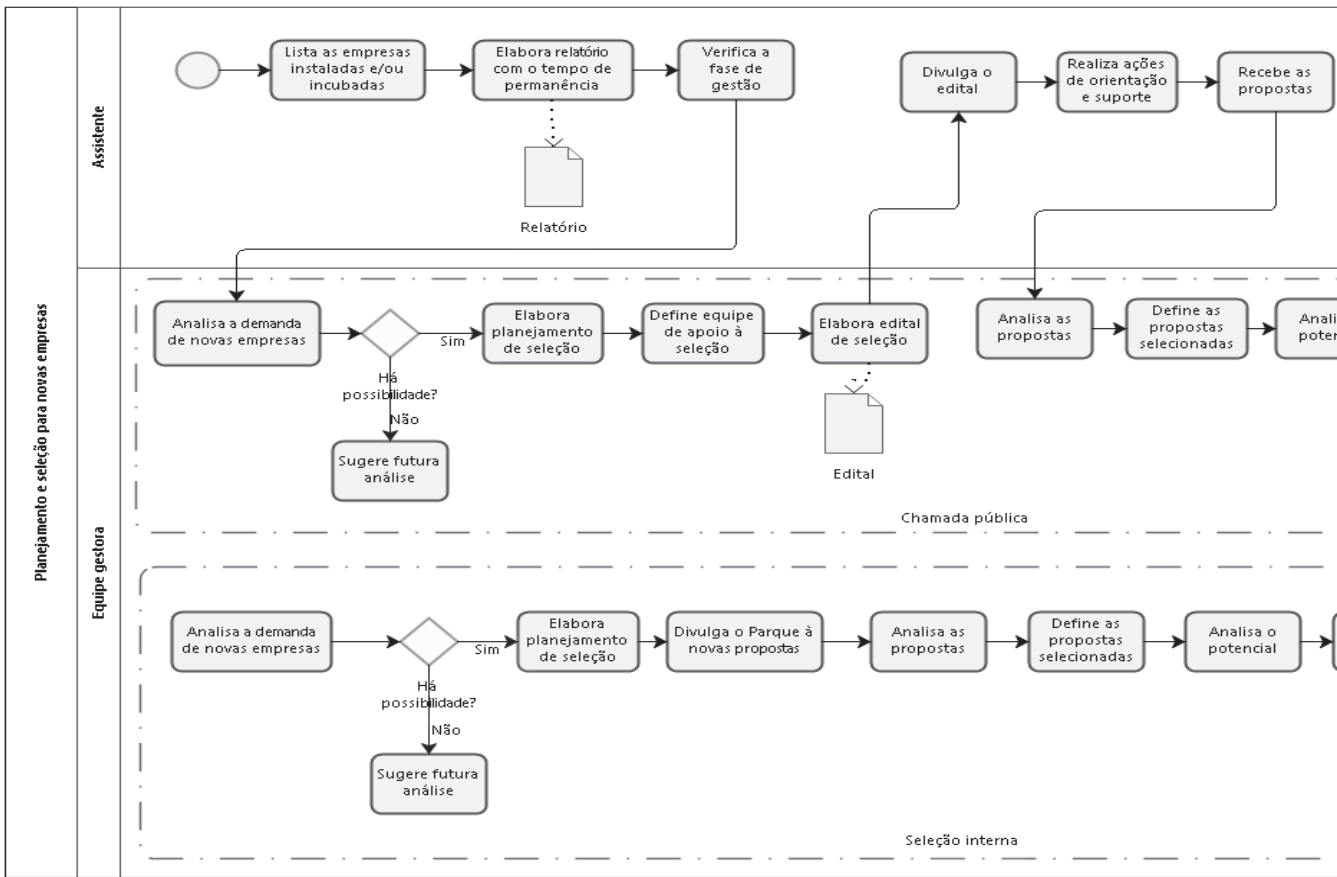 Planejamento e seleção para novas empresas
Assistente
Lista as empresas
instaladas e/ou
incubadas
Elabora relatório
com o tempo de
permanência
Verifica a
fase de
gestão
Divulga o
edital
Realiza ações
de orientação
e suporte
Recebe as
propostas
Relatório
Equipe gestora
Analisa a demanda
de novas empresas
Há
possibilidade?
Sim
Não
Sugere futura
análise
Elabora
planejamento
de seleção
Define equipe
de apoio à
seleção
Elabora edital
de seleção
Edital
Analisa as
propostas
Define as
propostas
selecionadas
Chamada pública
Analisa a demanda
de novas empresas
Há
possibilidade?
Sim
Não
Sugere futura
análise
Elabora
planejamento
de seleção
Divulga o Parque à
novas propostas
Analisa as
propostas
Define as
propostas
selecionadas
Analisa o
potencial
Seleção interna